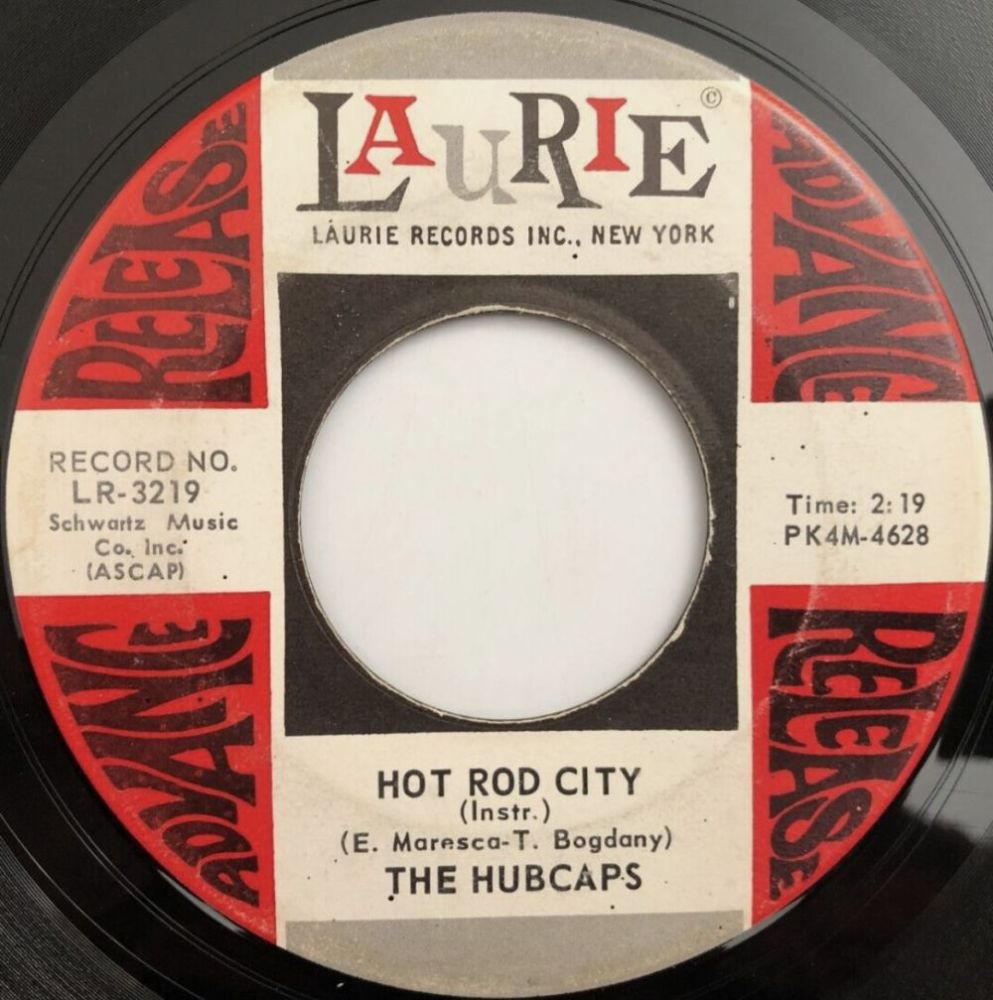 LAURIE ©
LAURIE RECORDS INC., NEW YORK
ADVANCE
RELEASE
RECORD NO.
LR-3219
Schwartz Music
Co. Inc.
(ASCAP)
Time: 2:19
PK4M-4628
ADVANCE
RELEASE
HOT ROD CITY
(Instr.)
(E. Maresca-T. Bogdany)
THE HUBCAPS